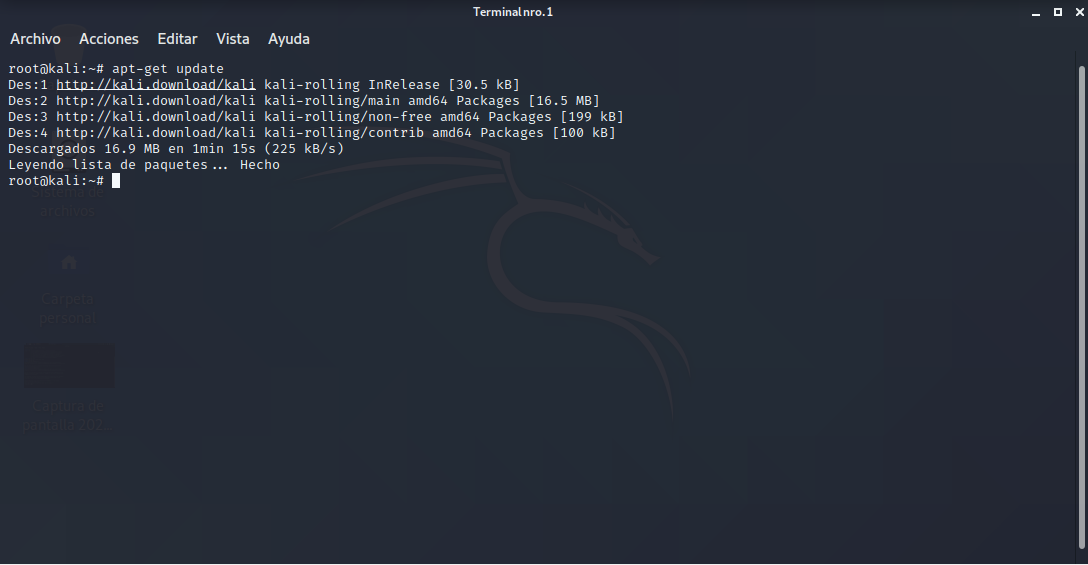 Terminal nro. 1
Archivo Acciones Editar Vista Ayuda
root@kali:~# apt-get update
Des:1 http://kali.download/kali kali-rolling InRelease [30.5 kB]
Des:2 http://kali.download/kali kali-rolling/main amd64 Packages [16.5 MB]
Des:3 http://kali.download/kali kali-rolling/non-free amd64 Packages [199 kB]
Des:4 http://kali.download/kali kali-rolling/contrib amd64 Packages [100 kB]
Descargados 16.9 MB en 1min 15s (225 kB/s)
Leyendo lista de paquetes... Hecho
root@kali:~#
Sistema de
archivos
Carpeta
personal
Captura de
pantalla 202...